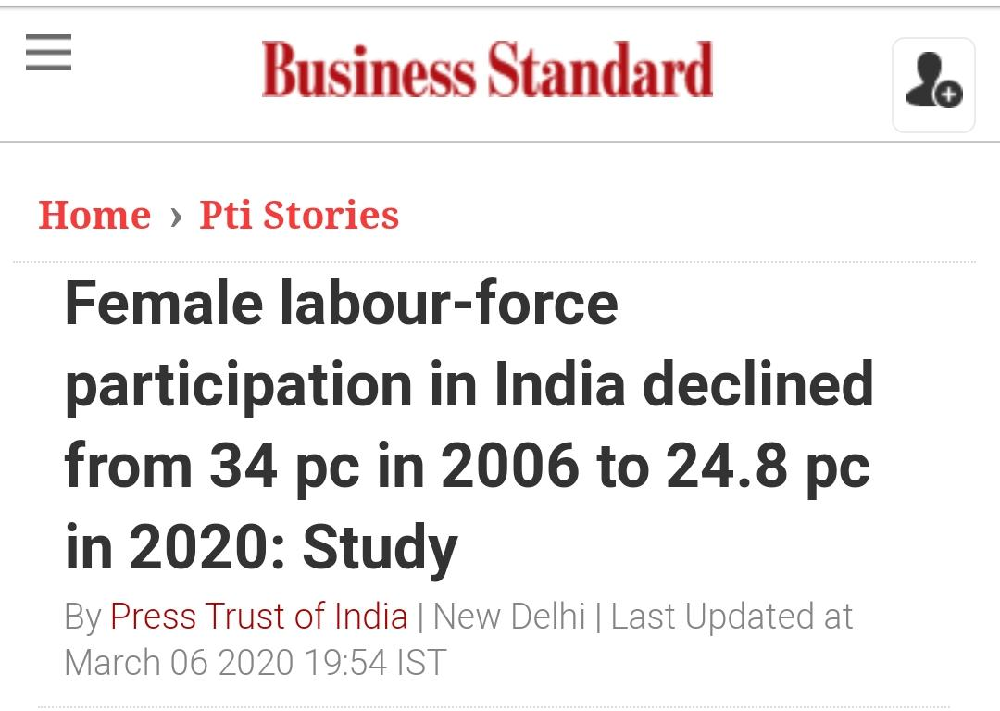 Business Standard
Home › Pti Stories
Female labour-force
participation in India declined
from 34 pc in 2006 to 24.8 pc
in 2020: Study
By Press Trust of India | New Delhi | Last Updated at
March 06 2020 19:54 IST